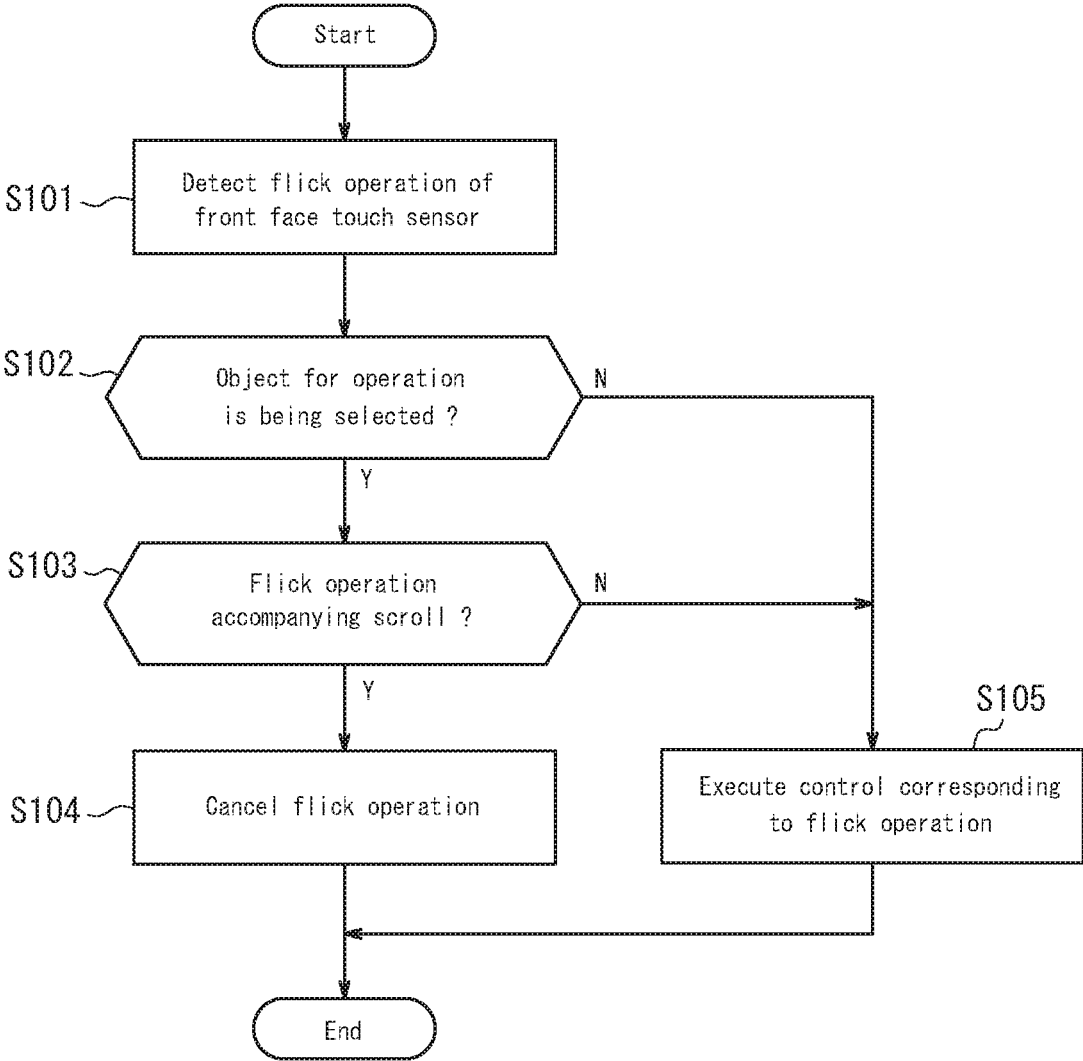 Start
S101
Detect flick operation of
front face touch sensor
S102
Object for operation
is being selected ?
N
Y
S103
Flick operation
accompanying scroll ?
N
Y
S104
Cancel flick operation
S105
Execute control corresponding
to flick operation
End